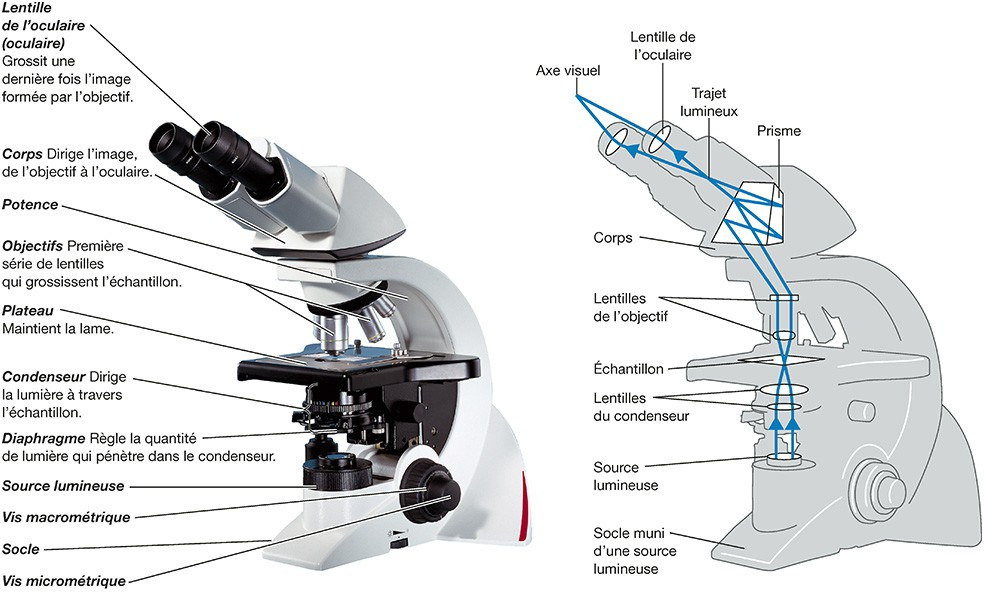 Lentille
de l'oculaire
(oculaire)
Grossit une
dernière fois l'image
formée par l'objectif.
Corps Dirige l'image,
de l'objectif à l'oculaire.
Potence
Objectifs Première
série de lentilles
qui grossissent l'échantillon.
Plateau
Maintient la lame.
Condenseur Dirige
la lumière à travers
l'échantillon.
Diaphragme Règle la quantité
de lumière qui pénètre dans le condenseur.
Source lumineuse
Vis macrométrique
Socle
Vis micrométrique
Lentille de
l'oculaire
Axe visuel
Trajet
lumineux
Prisme
Corps
Lentilles
de l'objectif
Échantillon
Lentilles
du condenseur
Source
lumineuse
Socle muni
d'une source
lumineuse